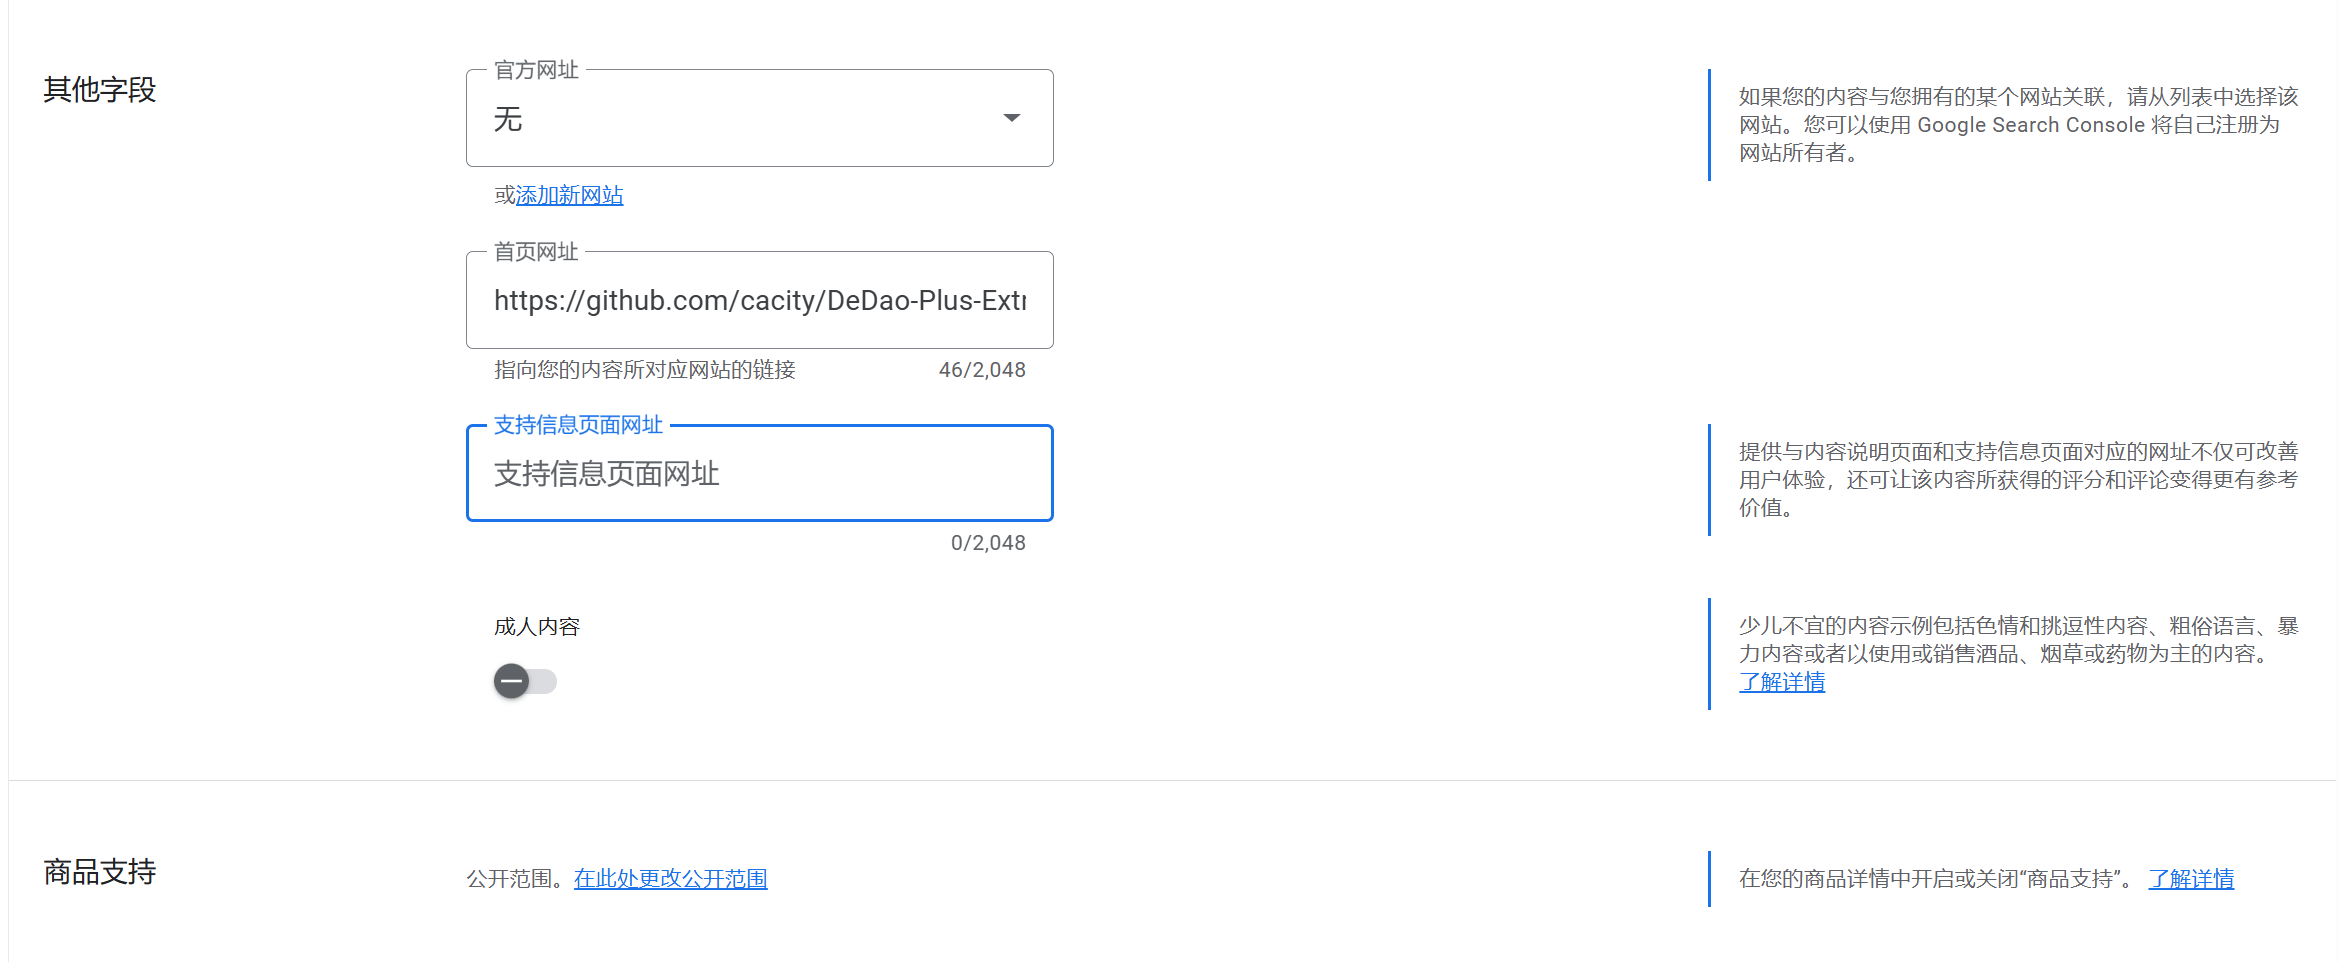 其他字段
官方网址
无
或添加新网站
如果您的内容与您拥有的某个网站关联，请从列表中选择该
网站。您可以使用 Google Search Console 将自己注册为
网站所有者。
首页网址
https://github.com/cacity/DeDao-Plus-Extr
指向您的内容所对应网站的链接
46/2,048
支持信息页面网址
支持信息页面网址
0/2,048
提供与内容说明页面和支持信息页面对应的网址不仅可改善
用户体验，还可让该内容所获得的评分和评论变得更有参考
价值。
成人内容
少儿不宜的内容示例包括色情和挑逗性内容、粗俗语言、暴
力内容或者以使用或销售酒品、烟草或药物为主的内容。
了解详情
商品支持
公开范围。在此处更改公开范围
在您的商品详情中开启或关闭“商品支持”。 了解详情